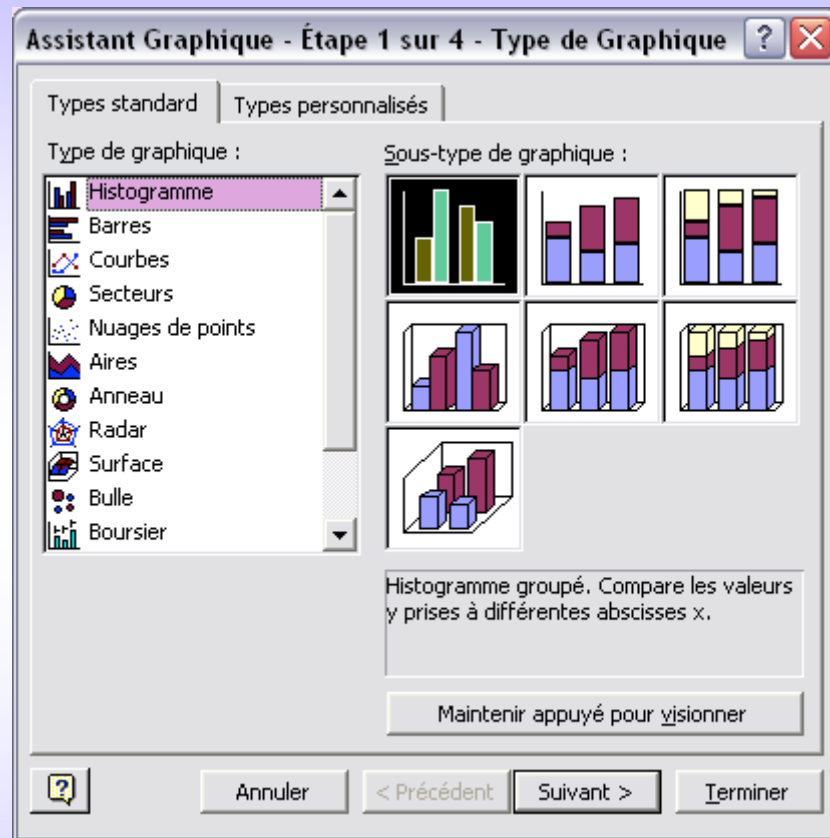 Assistant Graphique - Étape 1 sur 4 - Type de Graphique
Types standard
Types personnalisés
Type de graphique :
Histogramme
Barres
Courbes
Secteurs
Nuages de points
Aires
Anneau
Radar
Surface
Bulle
Boursier
Sous-type de graphique :
Histogramme groupé. Compare les valeurs
y prises à différentes abscisses x.
Maintenir appuyé pour visionner
Annuler
< Précédent
Suivant >
Terminer